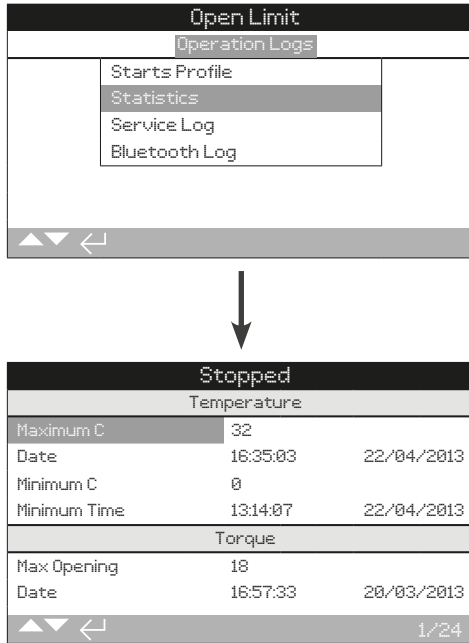 Open Limit
Operation Logs
Starts Profile
Statistics
Service Log
Bluetooth Log
Stopped
Temperature
Maximum C 32
Date 16:35:03 22/04/2013
Minimum C 0
Minimum Time 13:14:07 22/04/2013
Torque
Max Opening 18
Date 16:57:33 20/03/2013
1/24